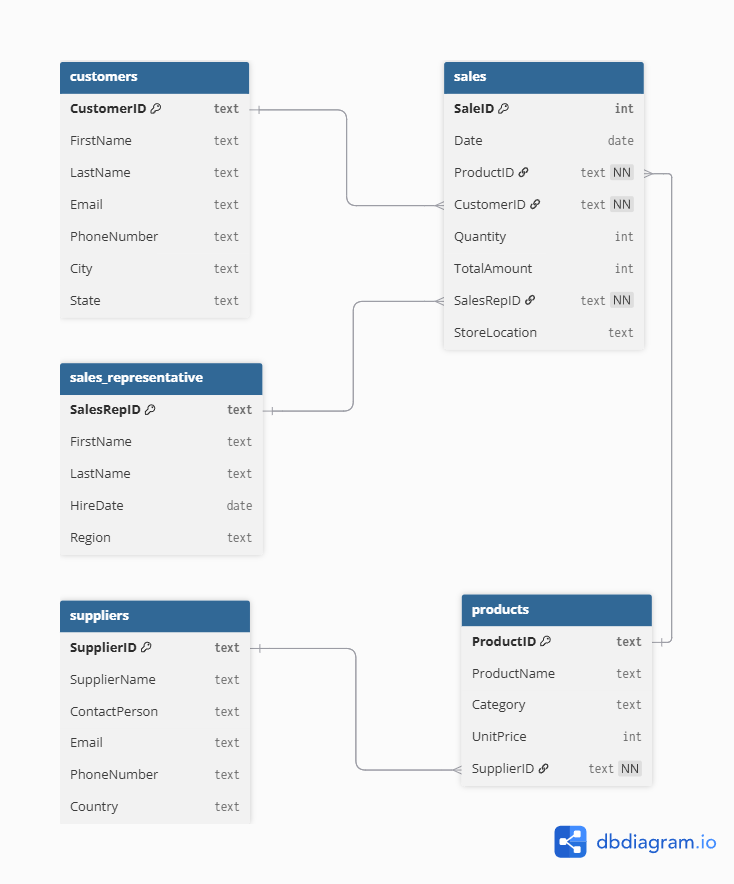 customers
CustomerID text
FirstName text
LastName text
Email text
PhoneNumber text
City text
State text
sales
SaleID int
Date date
ProductID text NN
CustomerID text NN
Quantity int
TotalAmount int
SalesRepID text NN
StoreLocation text
sales_representative
SalesRepID text
FirstName text
LastName text
HireDate date
Region text
suppliers
SupplierID text
SupplierName text
ContactPerson text
Email text
PhoneNumber text
Country text
products
ProductID text
ProductName text
Category text
UnitPrice int
SupplierID text NN
dbdiagram.io